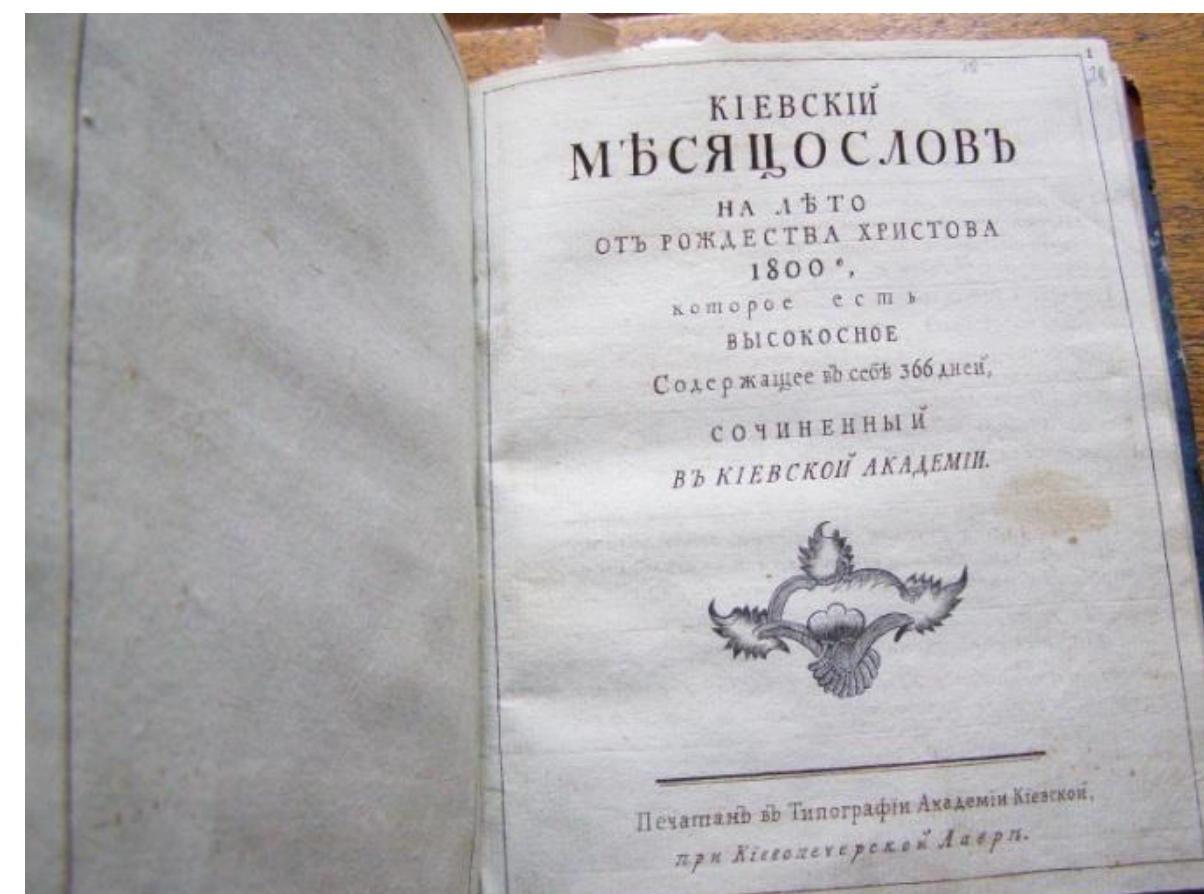 КІЕВСКІЙ
МѢСЯЦОСЛОВЪ
НА ЛѢТО
ОТЪ РОЖДЕСТВА ХРИСТОВА
1800 е,
которое есть
ВЫСОКОСНОЕ
Содержащее въ себѣ 366 дней,
СОЧИНЕННЫЙ
ВЪ КІЕВСКОЙ АКАДЕМІИ.
Печатанъ въ Типографіи Академіи Кіевской,
при Кіевопечерской Лаврѣ.